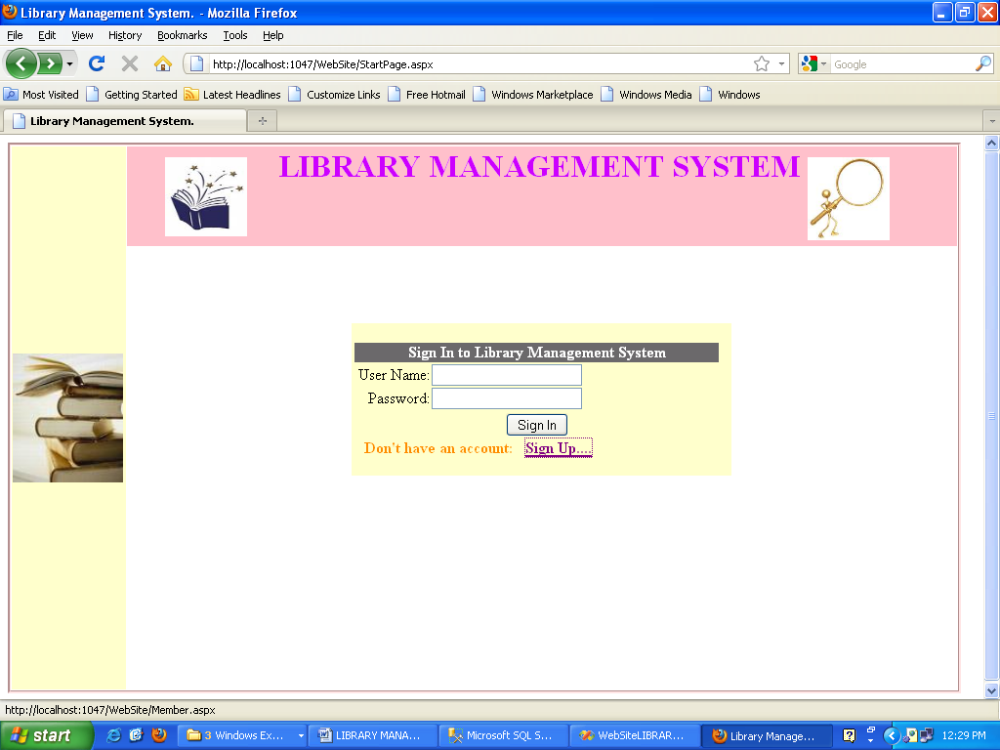 Library Management System. - Mozilla Firefox
File Edit View History Bookmarks Tools Help
http://localhost:1047/WebSite/StartPage.aspx
Google
Most Visited Getting Started Latest Headlines Customize Links Free Hotmail Windows Marketplace Windows Media Windows
Library Management System.
LIBRARY MANAGEMENT SYSTEM
Sign In to Library Management System
User Name:
Password:
Sign In
Don't have an account: Sign Up....
http://localhost:1047/WebSite/Member.aspx
start 3 Windows Ex... LIBRARY MANA... Microsoft SQL S... WebSiteLIBRAR... Library Manage... 12:29 PM